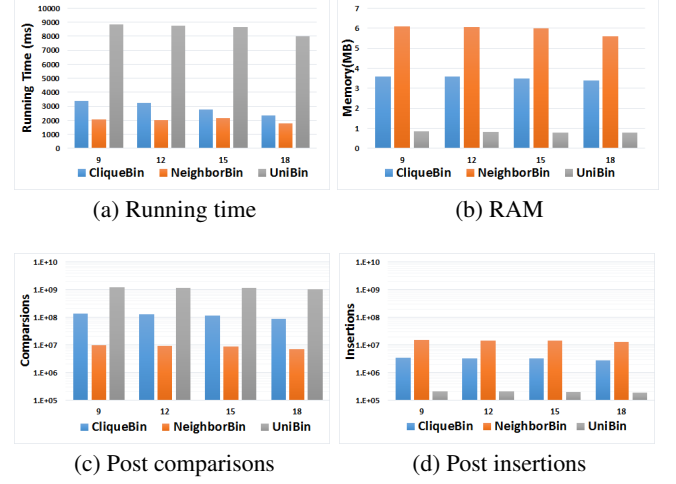 10000
9000
8000
7000
6000
5000
4000
3000
2000
1000
0
Running Time (ms)
9 12 15 18
CliqueBin NeighborBin UniBin
(a) Running time
7
6
5
4
3
2
1
0
Memory(MB)
9 12 15 18
CliqueBin NeighborBin UniBin
(b) RAM
1.E+10
1.E+09
1.E+08
1.E+07
1.E+06
1.E+05
Comparsions
9 12 15 18
CliqueBin NeighborBin UniBin
(c) Post comparisons
1.E+10
1.E+09
1.E+08
1.E+07
1.E+06
1.E+05
Insertions
9 12 15 18
CliqueBin NeighborBin UniBin
(d) Post insertions